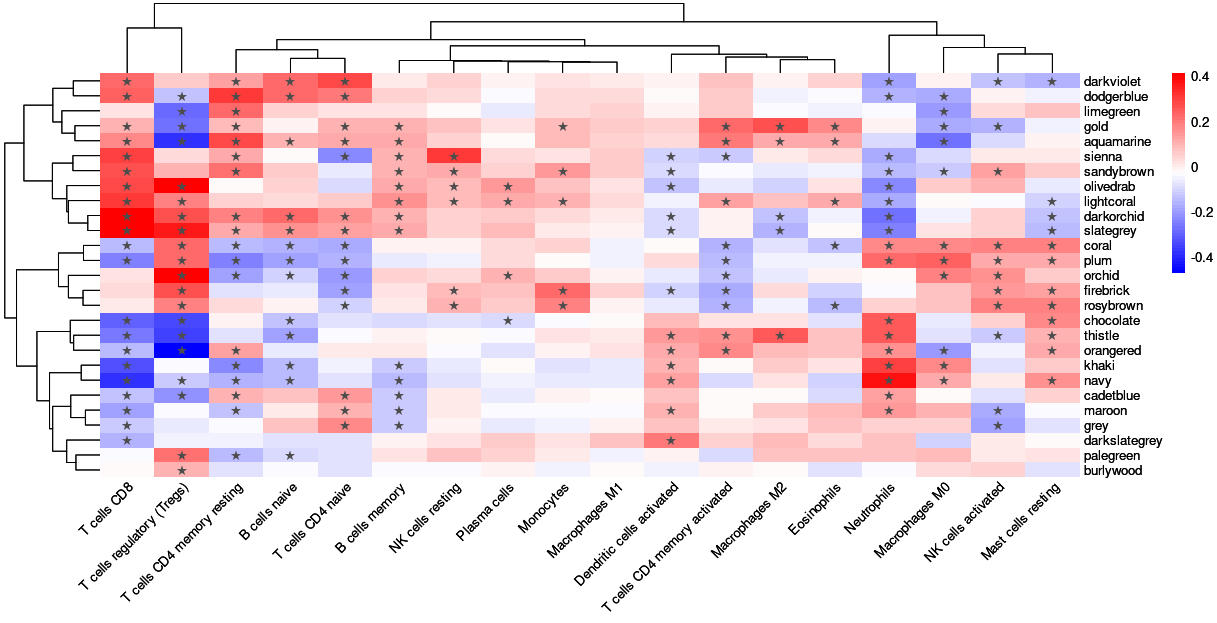 darkviolet
dodgerblue
limegreen
gold
aquamarine
sienna
sandybrown
olivedrab
lightcoral
darkorchid
slategrey
coral
plum
orchid
firebrick
rosybrown
chocolate
thistle
orangered
khaki
navy
cadetblue
maroon
grey
darkslategrey
palegreen
burlywood
0.4
0.2
0
-0.2
-0.4
T cells CD8
T cells regulatory (Tregs)
T cells CD4 memory resting
B cells naive
T cells CD4 naive
B cells memory
NK cells resting
Plasma cells
Monocytes
Macrophages M1
Dendritic cells activated
T cells CD4 memory activated
Macrophages M2
Eosinophils
Neutrophils
Macrophages M0
NK cells activated
Mast cells resting